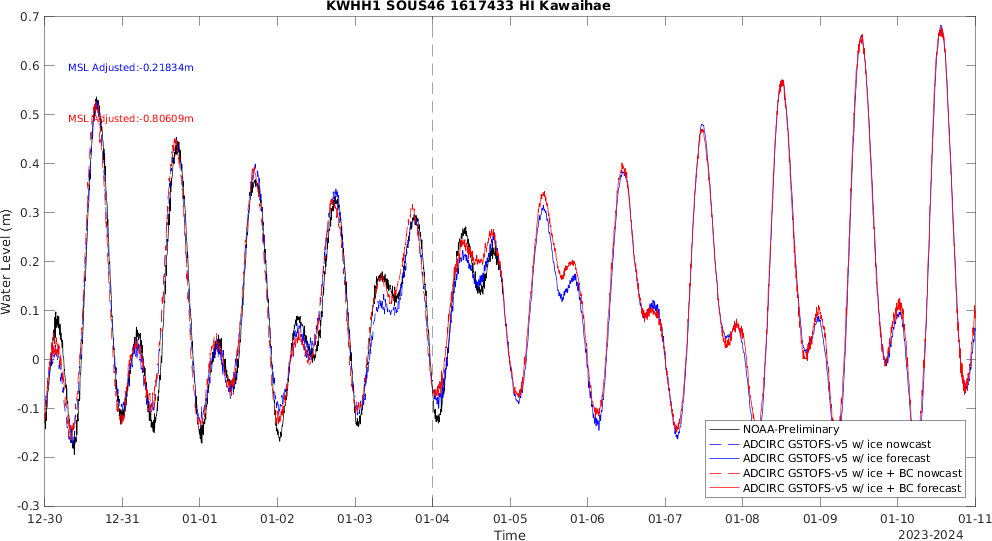 KWHH1 SOUS46 1617433 HI Kawaihae
0.7
0.6
0.5
0.4
0.3
0.2
0.1
0
-0.1
-0.2
-0.3
Water Level (m)
MSL Adjusted:-0.21834m
MSL Adjusted:-0.80609m
NOAA-Preliminary
ADCIRC GSTOFS-v5 w/ ice nowcast
ADCIRC GSTOFS-v5 w/ ice forecast
ADCIRC GSTOFS-v5 w/ ice + BC nowcast
ADCIRC GSTOFS-v5 w/ ice + BC forecast
12-30 12-31 01-01 01-02 01-03 01-04 01-05 01-06 01-07 01-08 01-09 01-10 01-11
Time
2023-2024